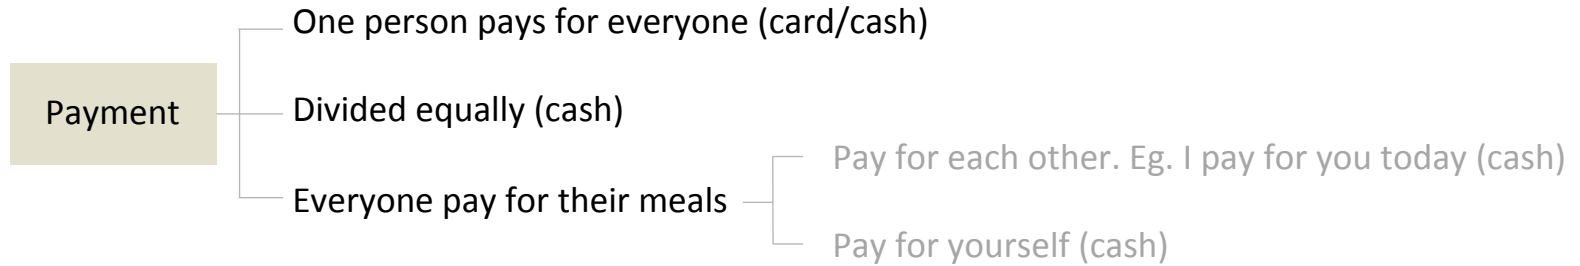 One person pays for everyone (card/cash)
Payment
Divided equally (cash)
Everyone pay for their meals
Pay for each other. Eg. I pay for you today (cash)
Pay for yourself (cash)